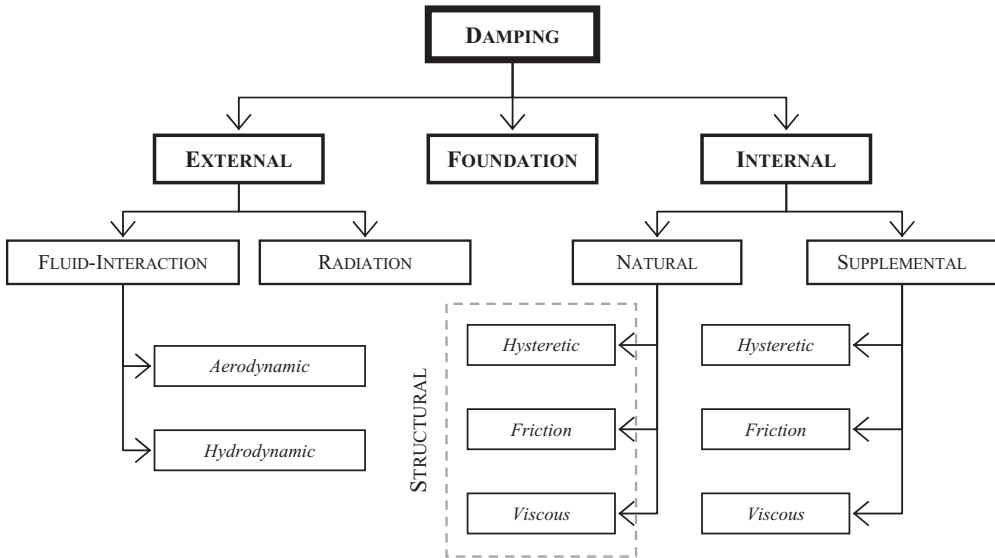 DAMPING
EXTERNAL
FOUNDATION
INTERNAL
FLUID-INTERACTION
RADIATION
NATURAL
SUPPLEMENTAL
Aerodynamic
Hydrodynamic
STRUCTURAL
Hysteretic
Friction
Viscous
Hysteretic
Friction
Viscous